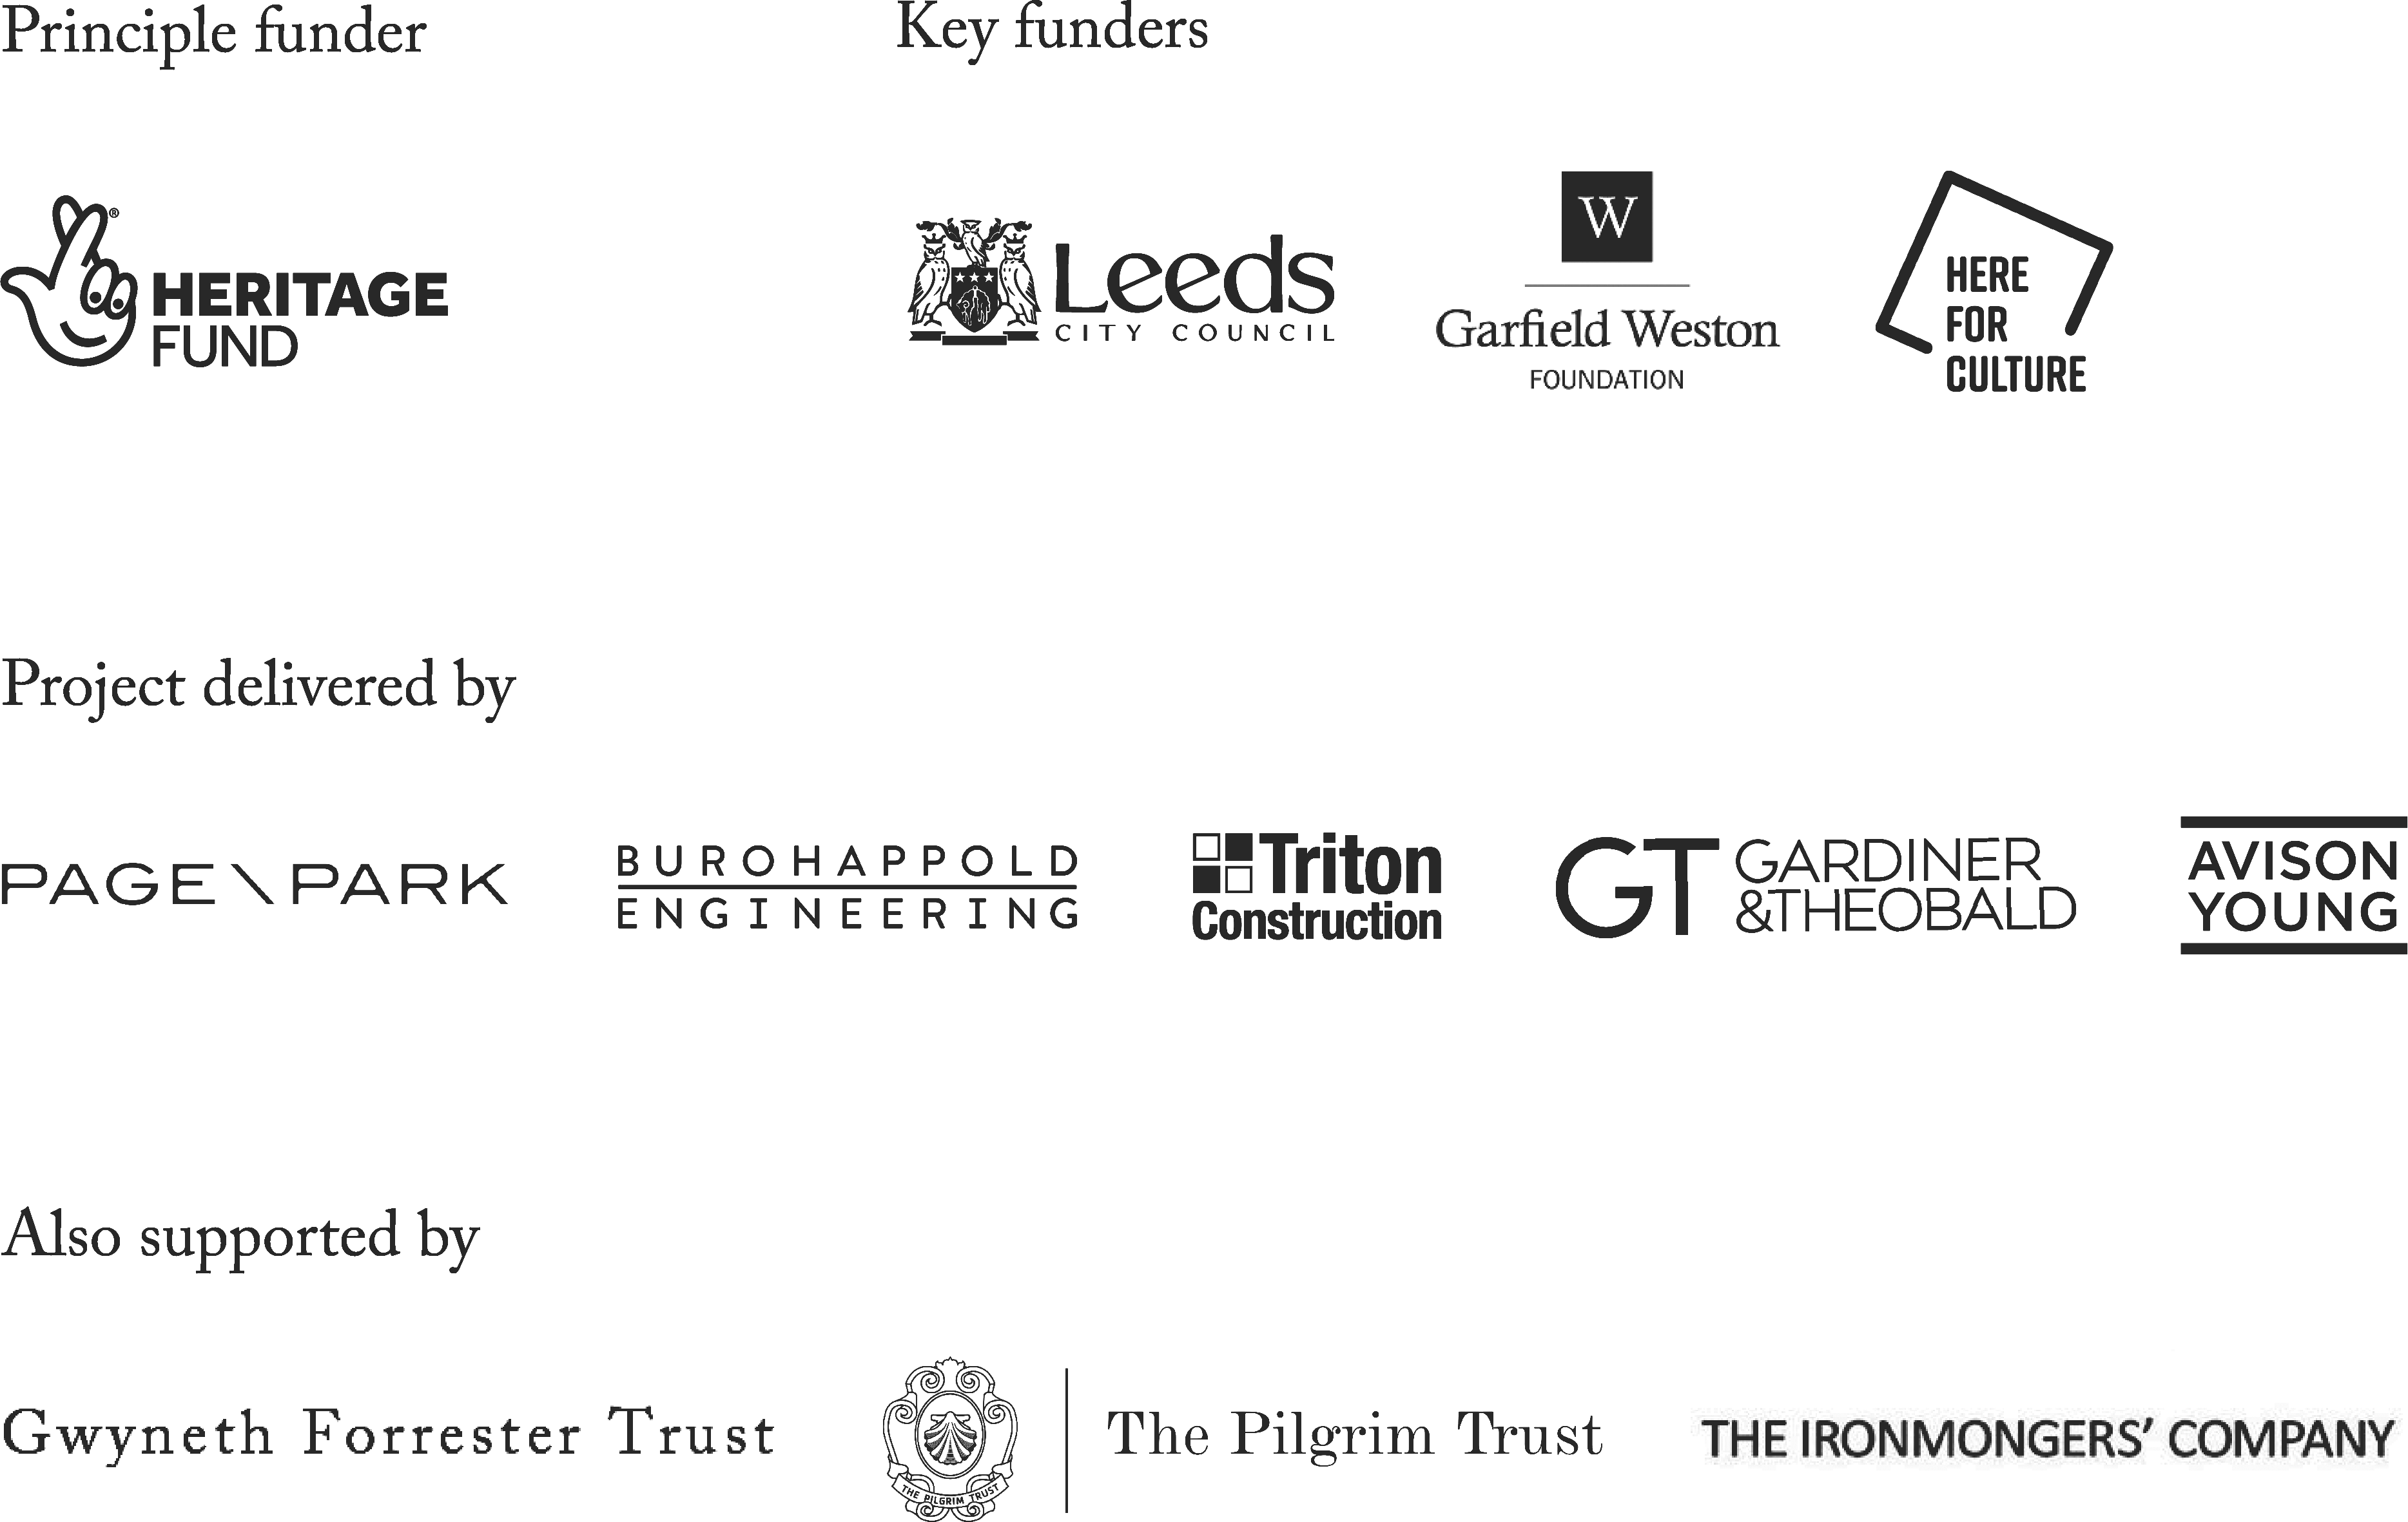 Principle funder
Key funders
HERITAGE
FUND
®
Leeds
CITY COUNCIL
W
Garfield Weston
FOUNDATION
HERE
FOR
CULTURE
Project delivered by
PAGE\PARK
BUROHAPPOLD
ENGINEERING
Triton
Construction
GT
GARDINER
&THEOBALD
AVISON
YOUNG
Also supported by
Gwyneth Forrester Trust
THE PILGRIM TRUST
The Pilgrim Trust
THE IRONMONGERS’ COMPANY